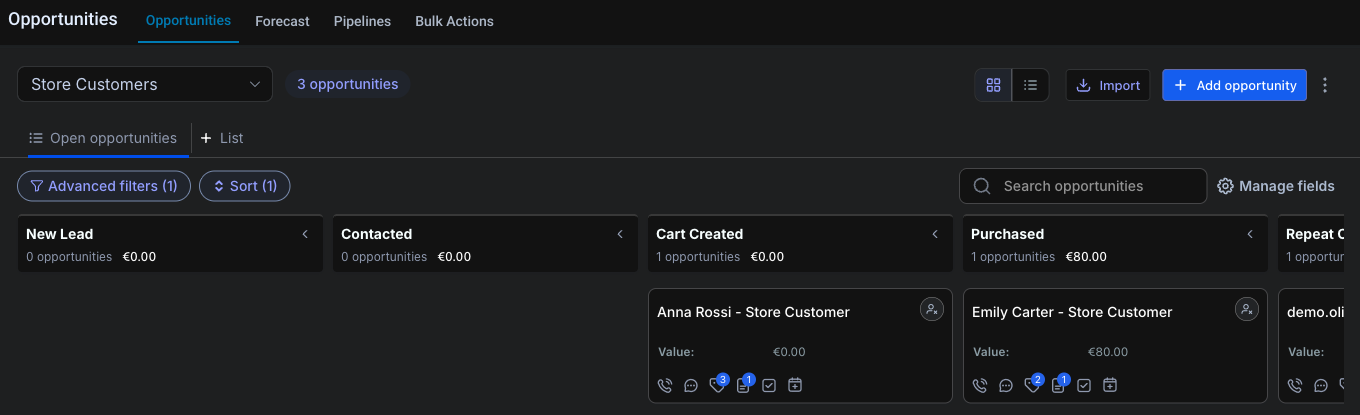 Opportunities
Opportunities Forecast Pipelines Bulk Actions
Store Customers
3 opportunities
Import
+ Add opportunity
Open opportunities
+ List
Advanced filters (1)
Sort (1)
Search opportunities
Manage fields
New Lead
0 opportunities €0.00
Contacted
0 opportunities €0.00
Cart Created
1 opportunities €0.00
Anna Rossi - Store Customer
Value: €0.00
3 1
Purchased
1 opportunities €80.00
Emily Carter - Store Customer
Value: €80.00
2 1
Repeat C
1 opportun
demo.oli
Value: